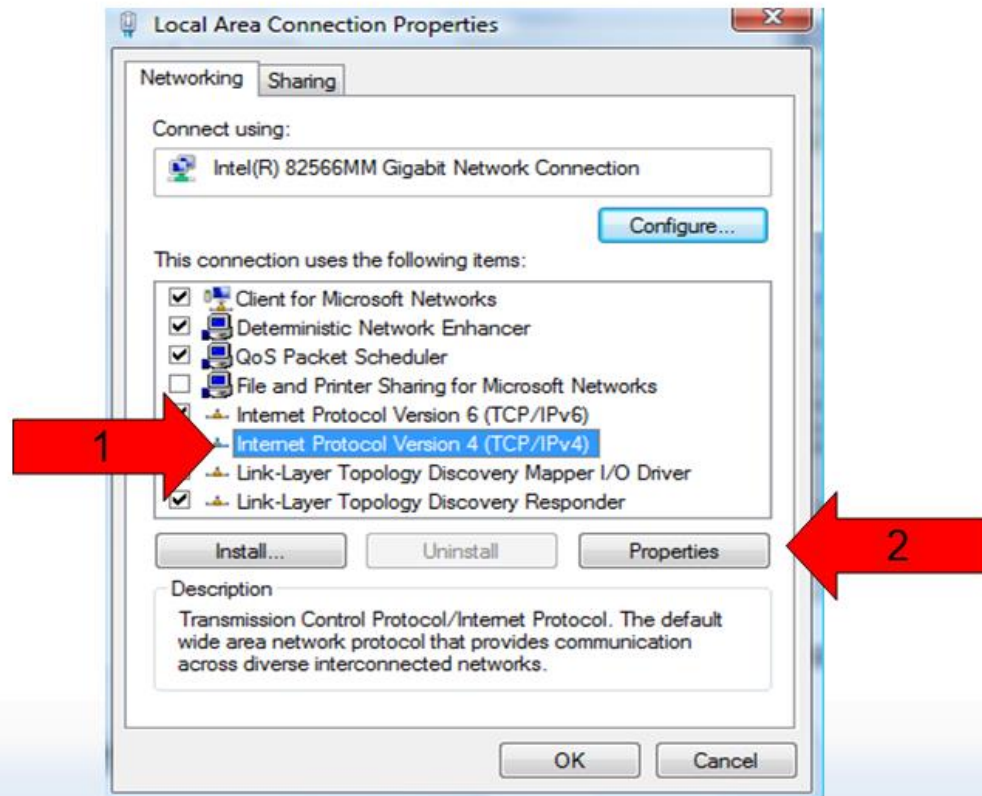 Local Area Connection Properties
Networking Sharing
Connect using:
Intel(R) 82566MM Gigabit Network Connection
Configure...
This connection uses the following items:
Client for Microsoft Networks
Deterministic Network Enhancer
QoS Packet Scheduler
File and Printer Sharing for Microsoft Networks
Internet Protocol Version 6 (TCP/IPv6)
1 Internet Protocol Version 4 (TCP/IPv4)
Link-Layer Topology Discovery Mapper I/O Driver
Link-Layer Topology Discovery Responder
Install... Uninstall Properties 2
Description
Transmission Control Protocol/Internet Protocol. The default
wide area network protocol that provides communication
across diverse interconnected networks.
OK Cancel